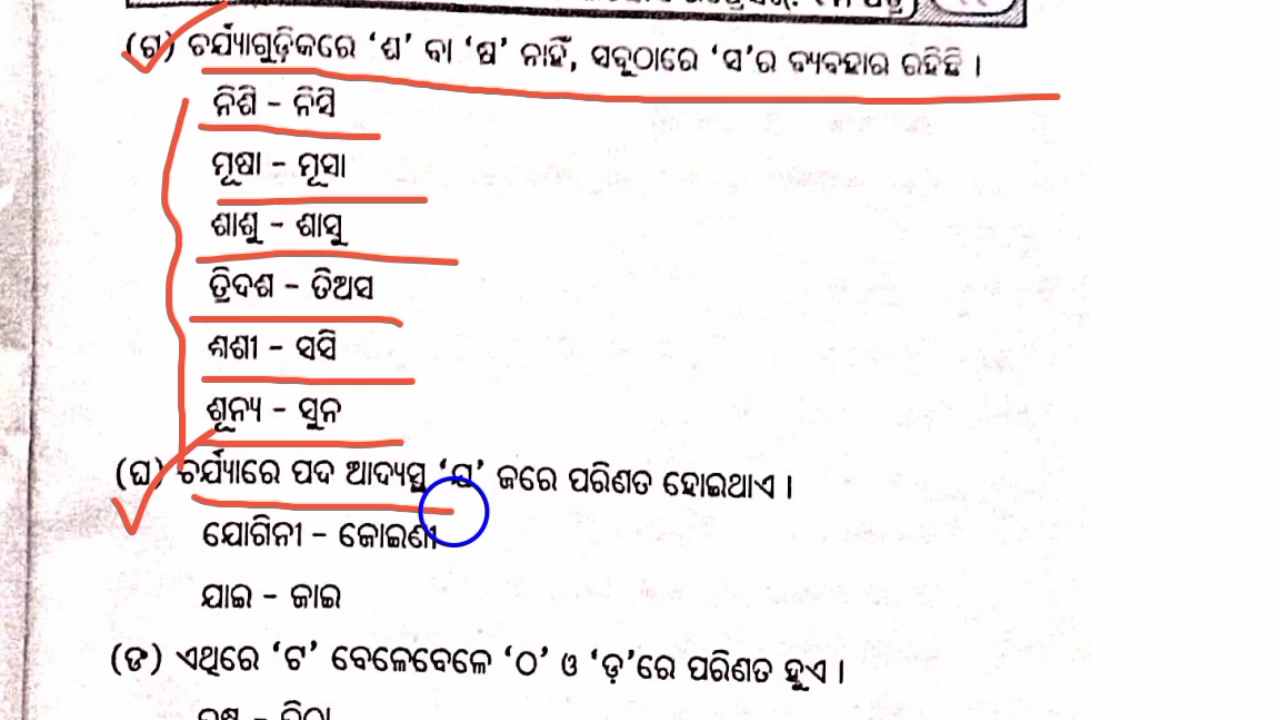 (ଗ) ଚର୍ଯ୍ୟାଗୁଡ଼ିକରେ ‘ଶ’ ବା ‘ଷ’ ନାହିଁ, ସବୁଠାରେ ‘ସ’ର ବ୍ୟବହାର ରହିଛି ।
ନିଶି – ନିସି
ମୂଷା – ମୂସା
ଶାଶୁ – ଶାସୁ
ତ୍ରିଦଶ – ତିଅସ
ଶଶୀ – ସସି
ଶୂନ୍ୟ – ସୁନ
(ଘ) ଚର୍ଯ୍ୟାରେ ପଦ ଆଦ୍ୟସ୍ଥ ‘ଯ’ ଜରେ ପରିଣତ ହୋଇଥାଏ ।
ଯୋଗିନୀ – ଜୋଇଣୀ
ଯାଇ – ଜାଇ
(ଙ) ଏଥିରେ ‘ଟ’ ବେଳେବେଳେ ‘ଠ’ ଓ ‘ଡ଼’ରେ ପରିଣତ ହୁଏ ।